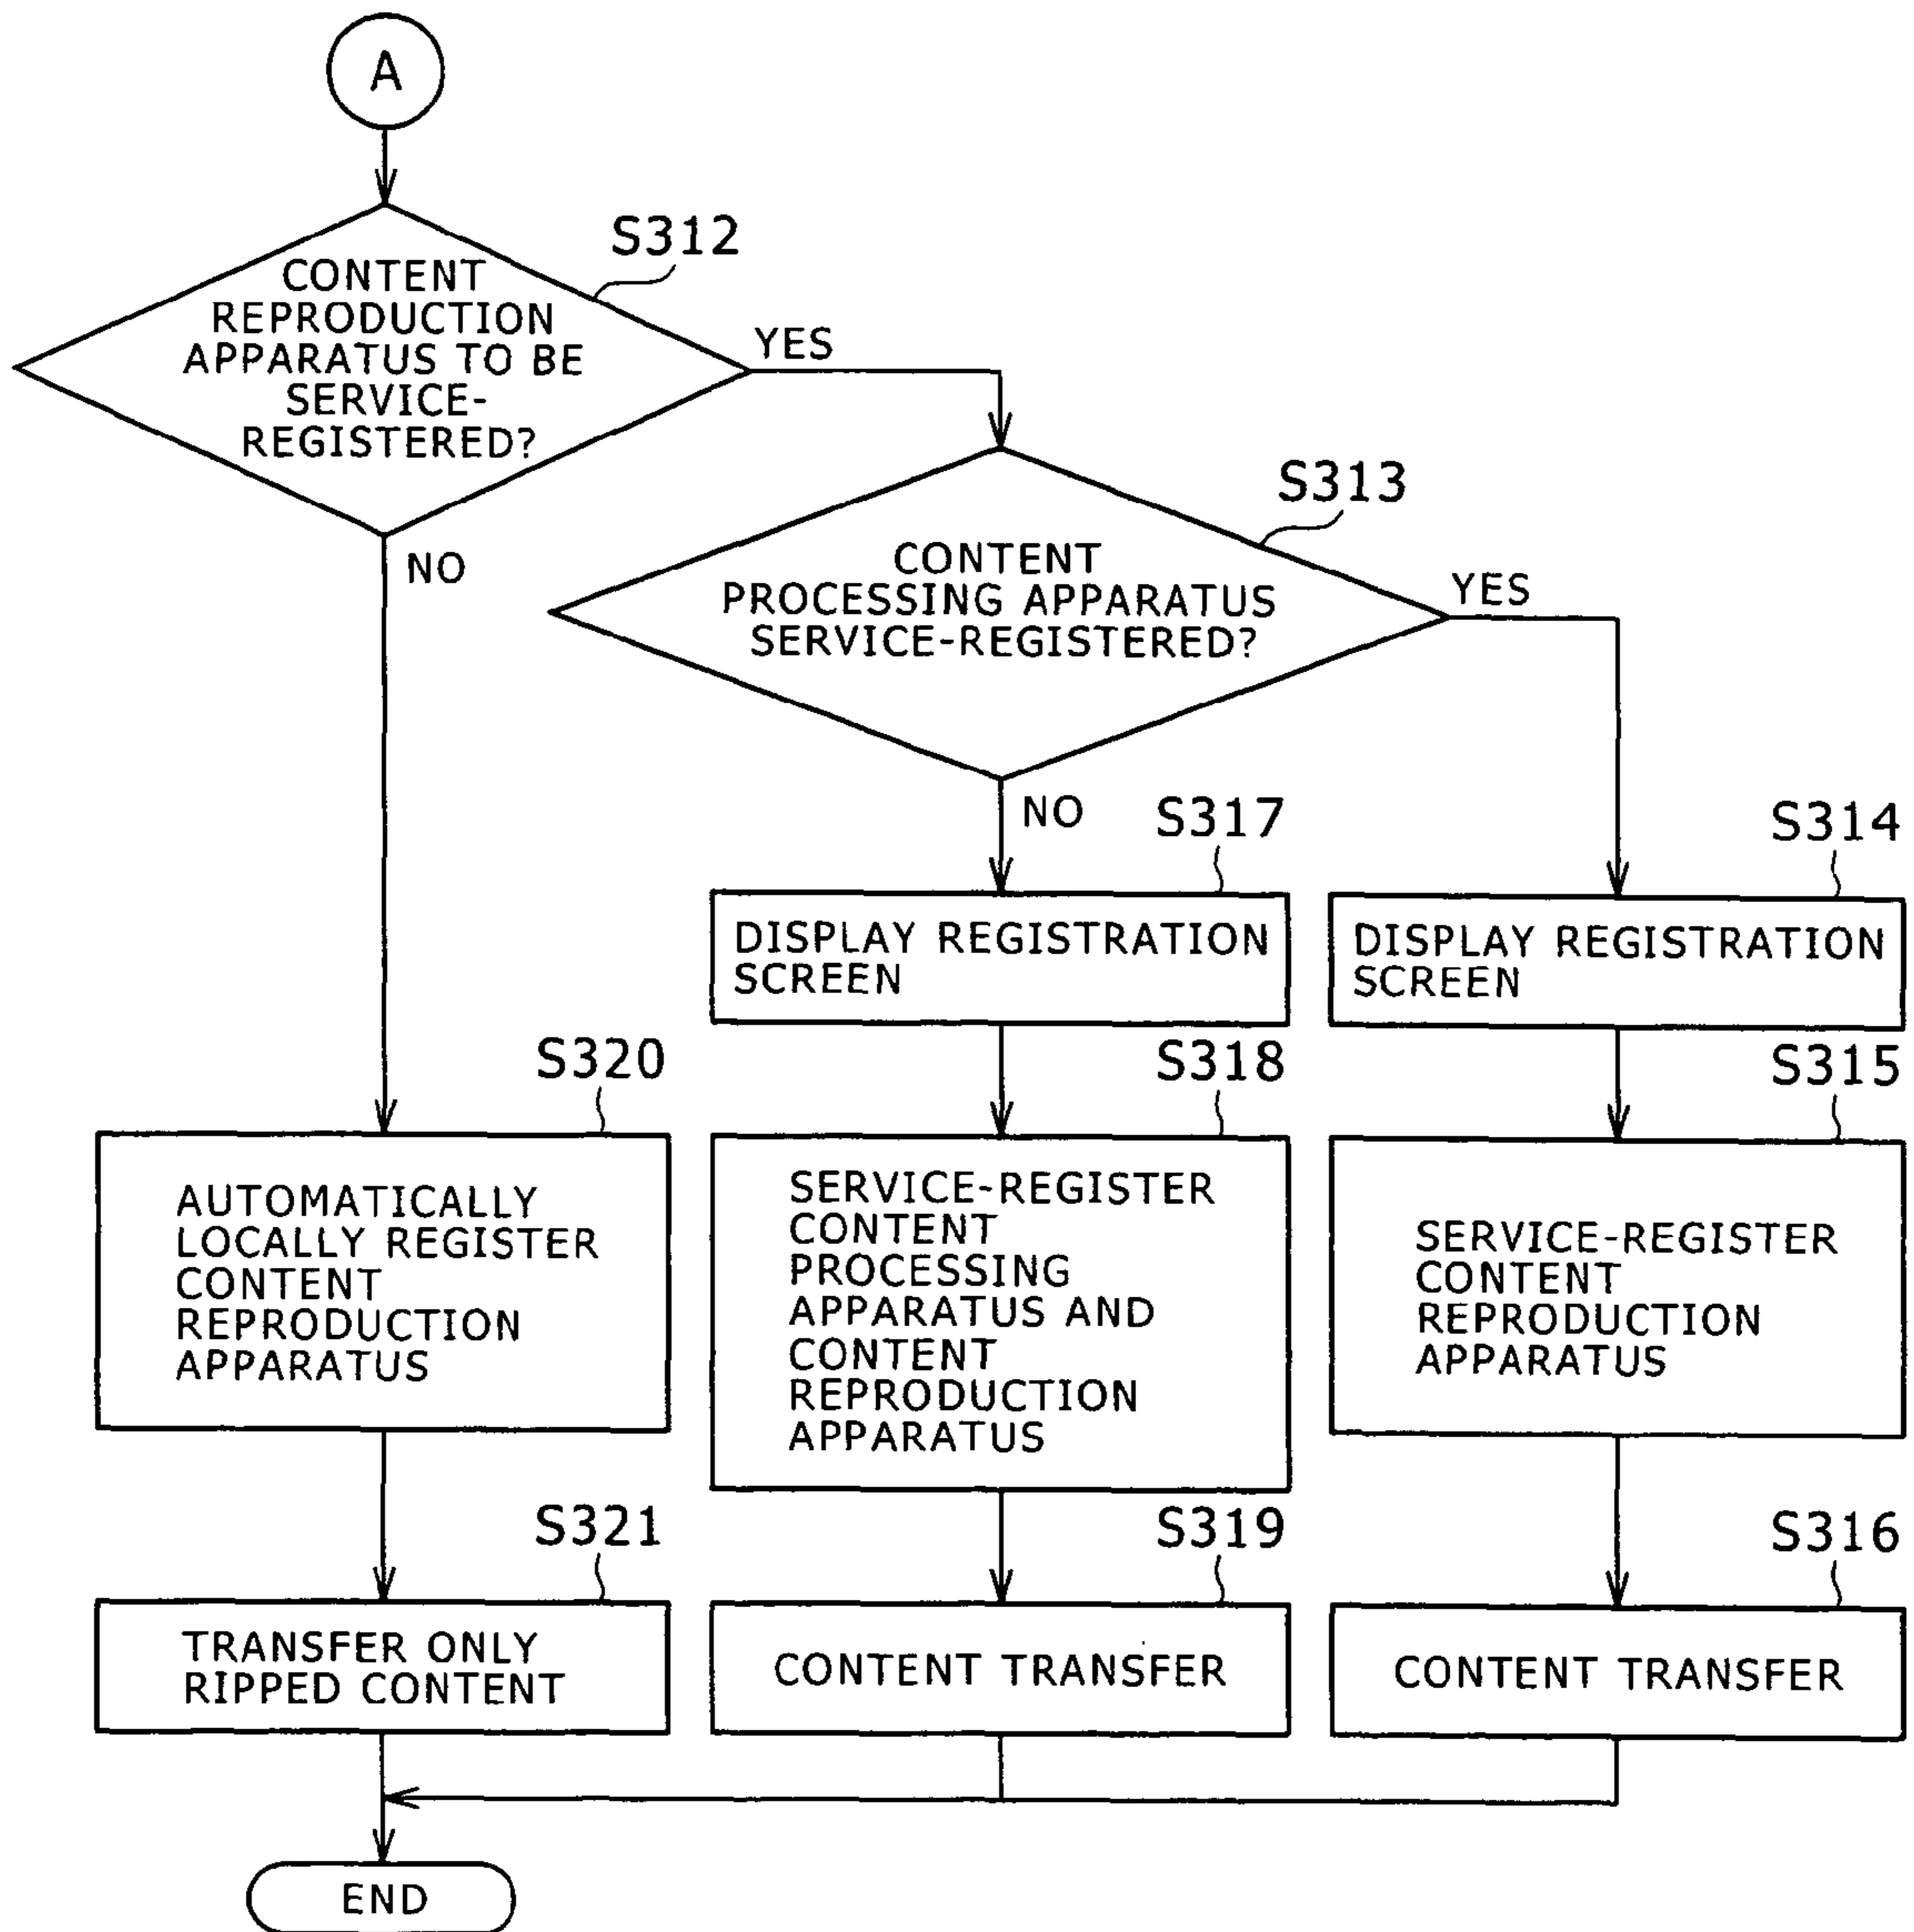 A
S312
CONTENT
REPRODUCTION
APPARATUS TO BE
SERVICE-
REGISTERED?
YES
NO
S313
CONTENT
PROCESSING APPARATUS
SERVICE-REGISTERED?
YES
NO
S317
DISPLAY REGISTRATION
SCREEN
S314
DISPLAY REGISTRATION
SCREEN
S320
AUTOMATICALLY
LOCALLY REGISTER
CONTENT
REPRODUCTION
APPARATUS
S318
SERVICE-REGISTER
CONTENT
PROCESSING
APPARATUS AND
CONTENT
REPRODUCTION
APPARATUS
S315
SERVICE-REGISTER
CONTENT
REPRODUCTION
APPARATUS
S321
TRANSFER ONLY
RIPPED CONTENT
S319
CONTENT TRANSFER
S316
CONTENT TRANSFER
END